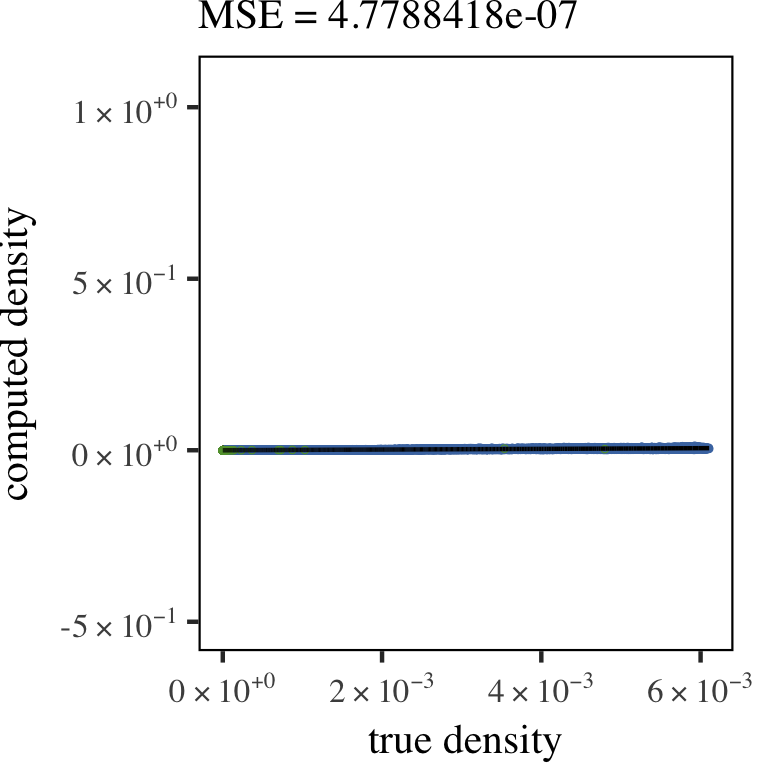 MSE = 4.7788418e-07
computed density
1 × 10⁺⁰
5 × 10⁻¹
0 × 10⁺⁰
-5 × 10⁻¹
0 × 10⁺⁰ 2 × 10⁻³ 4 × 10⁻³ 6 × 10⁻³
true density